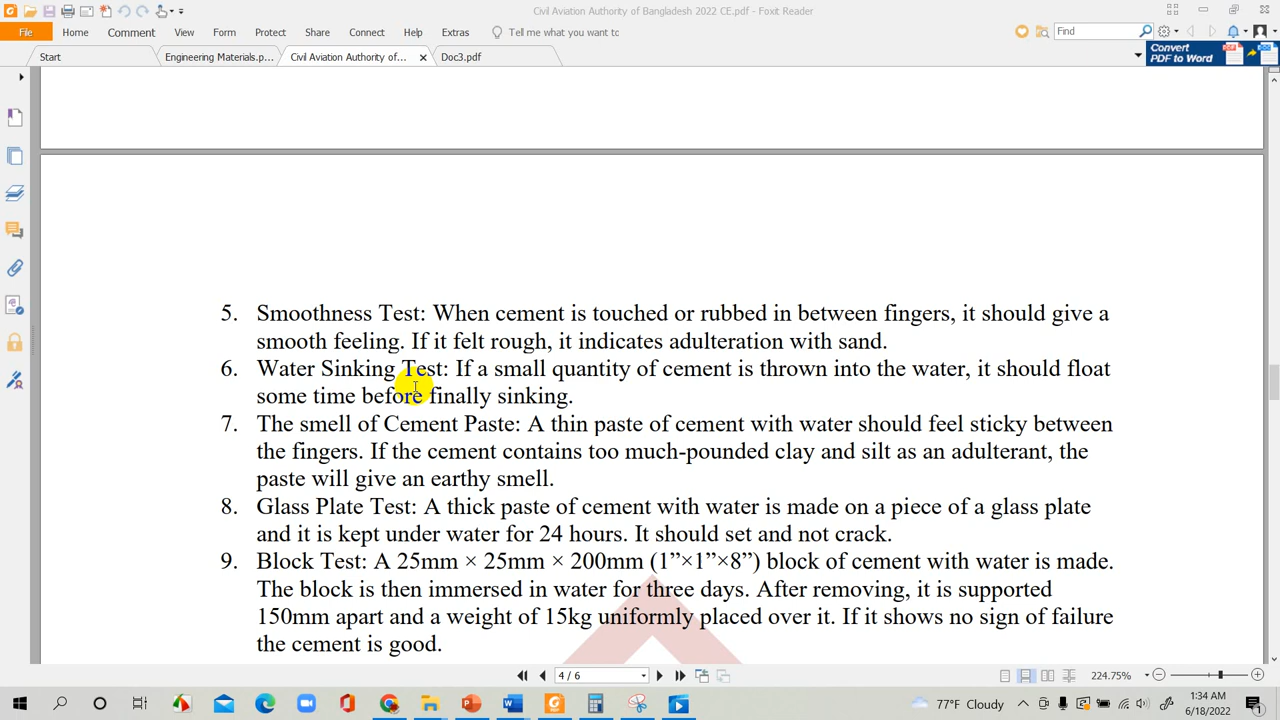 Civil Aviation Authority of Bangladesh 2022 CE.pdf - Foxit Reader
File Home Comment View Form Protect Share Connect Help Extras Tell me what you want to Find
Start Engineering Materials.p... Civil Aviation Authority of... Doc3.pdf Convert
PDF to Word
5. Smoothness Test: When cement is touched or rubbed in between fingers, it should give a
smooth feeling. If it felt rough, it indicates adulteration with sand.
6. Water Sinking Test: If a small quantity of cement is thrown into the water, it should float
some time before finally sinking.
7. The smell of Cement Paste: A thin paste of cement with water should feel sticky between
the fingers. If the cement contains too much-pounded clay and silt as an adulterant, the
paste will give an earthy smell.
8. Glass Plate Test: A thick paste of cement with water is made on a piece of a glass plate
and it is kept under water for 24 hours. It should set and not crack.
9. Block Test: A 25mm × 25mm × 200mm (1”×1”×8”) block of cement with water is made.
The block is then immersed in water for three days. After removing, it is supported
150mm apart and a weight of 15kg uniformly placed over it. If it shows no sign of failure
the cement is good.
4 / 6 224.75%
77°F Cloudy 1:34 AM
6/18/2022